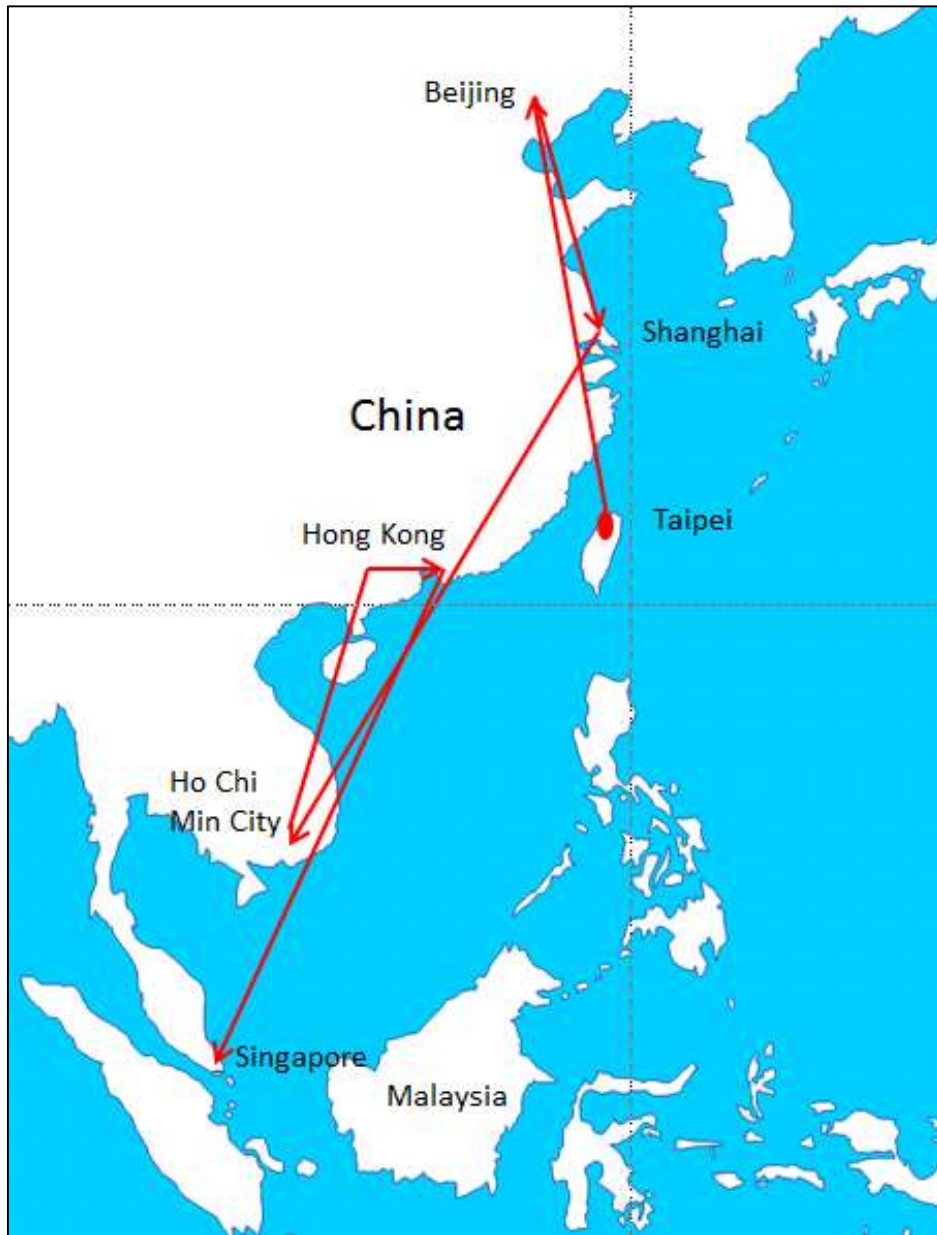 Beijing
Shanghai
China
Taipei
Hong Kong
Ho Chi
Min City
Singapore
Malaysia